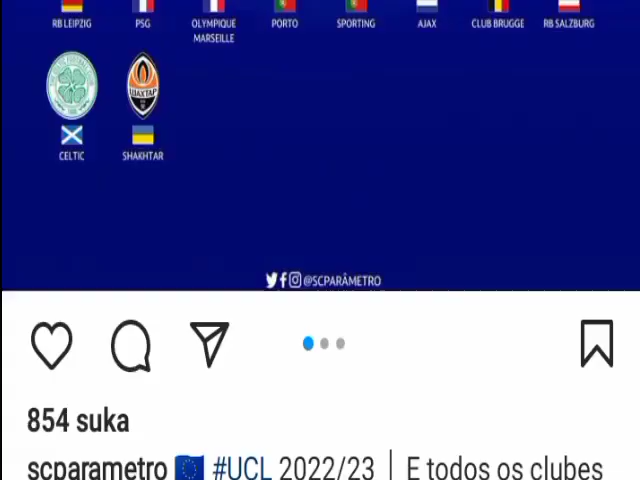 RB LEIPZIG PSG OLYMPIQUE MARSEILLE PORTO SPORTING AJAX CLUB BRUGGE RB SALZBURG
ШАХТАР
CELTIC SHAKHTAR
@SCPARÂMETRO
854 suka
scparametro 🇪🇺 #UCL 2022/23 | E todos os clubes